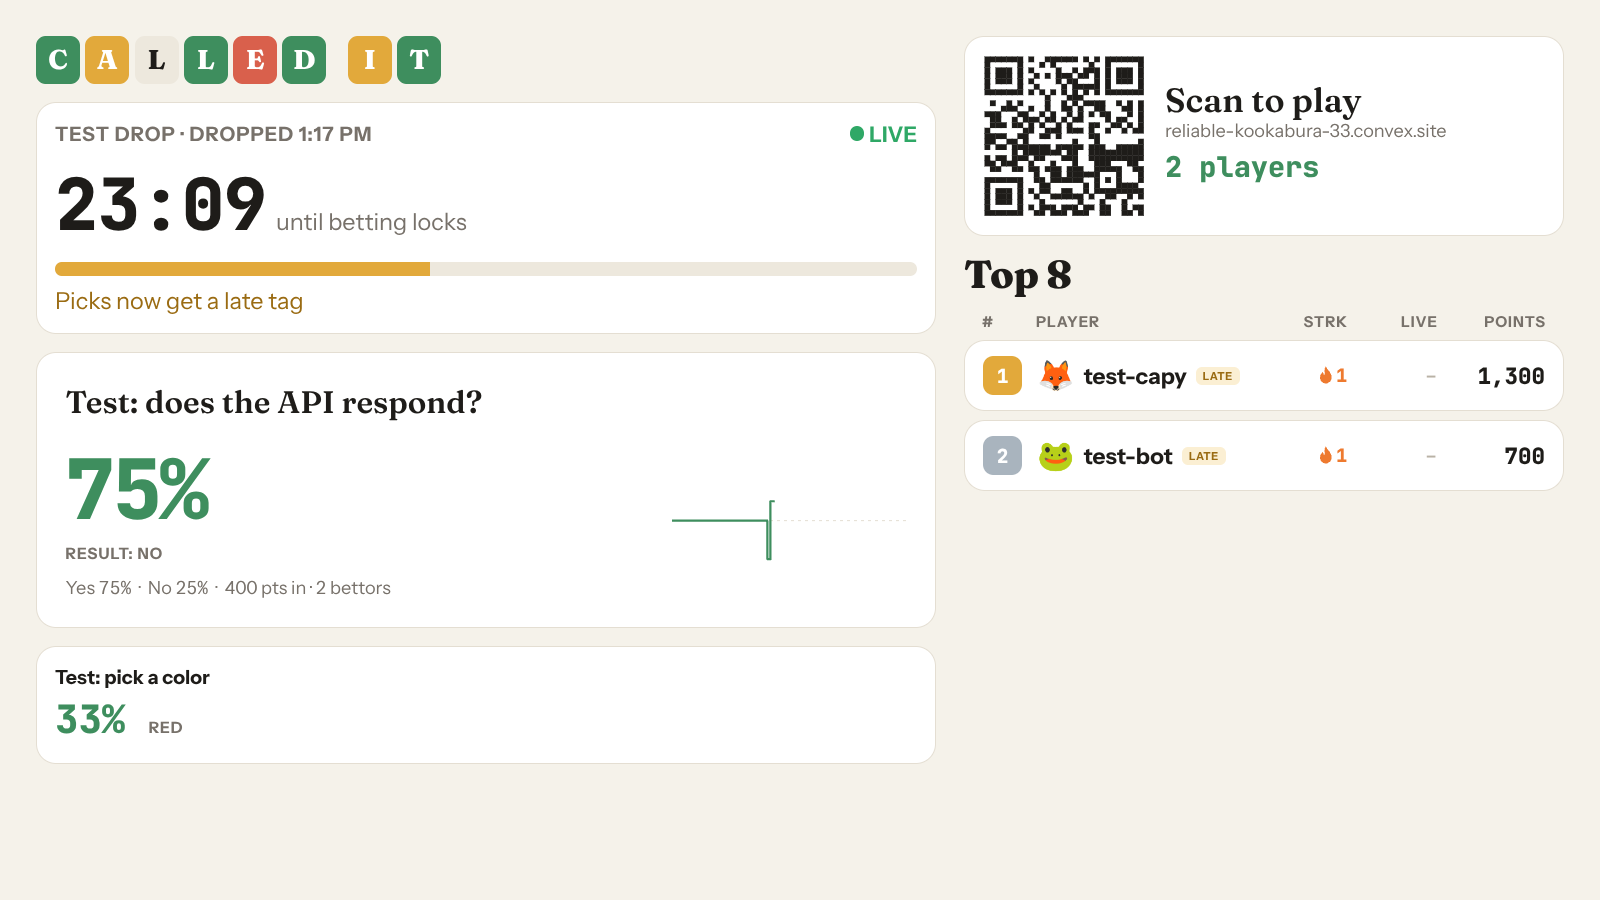 CALLED IT
TEST DROP · DROPPED 1:17 PM
LIVE
23:09 until betting locks
Picks now get a late tag
Test: does the API respond?
75%
RESULT: NO
Yes 75% · No 25% · 400 pts in · 2 bettors
Test: pick a color
33% RED
Scan to play
reliable-kookabura-33.convex.site
2 players
Top 8
# PLAYER STRK LIVE POINTS
1 test-capy LATE 1 – 1,300
2 test-bot LATE 1 – 700